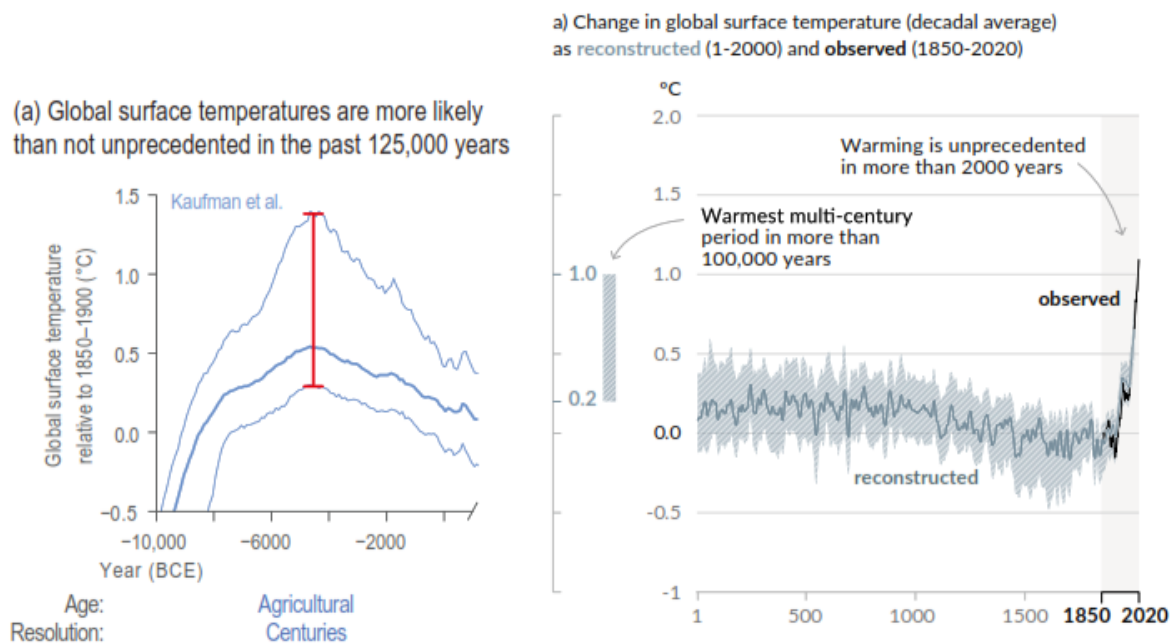 (a) Global surface temperatures are more likely
than not unprecedented in the past 125,000 years
Kaufman et al.
Global surface temperature
relative to 1850–1900 (°C)
1.5
1.0
0.5
0.0
−0.5
−10,000
−6000
−2000
Year (BCE)
Age:
Agricultural
Resolution:
Centuries
a) Change in global surface temperature (decadal average)
as reconstructed (1-2000) and observed (1850-2020)
°C
2.0
1.5
1.0
0.5
0.0
-0.5
-1
Warming is unprecedented
in more than 2000 years
Warmest multi-century
period in more than
100,000 years
1.0
0.2
observed
reconstructed
1
500
1000
1500
1850
2020